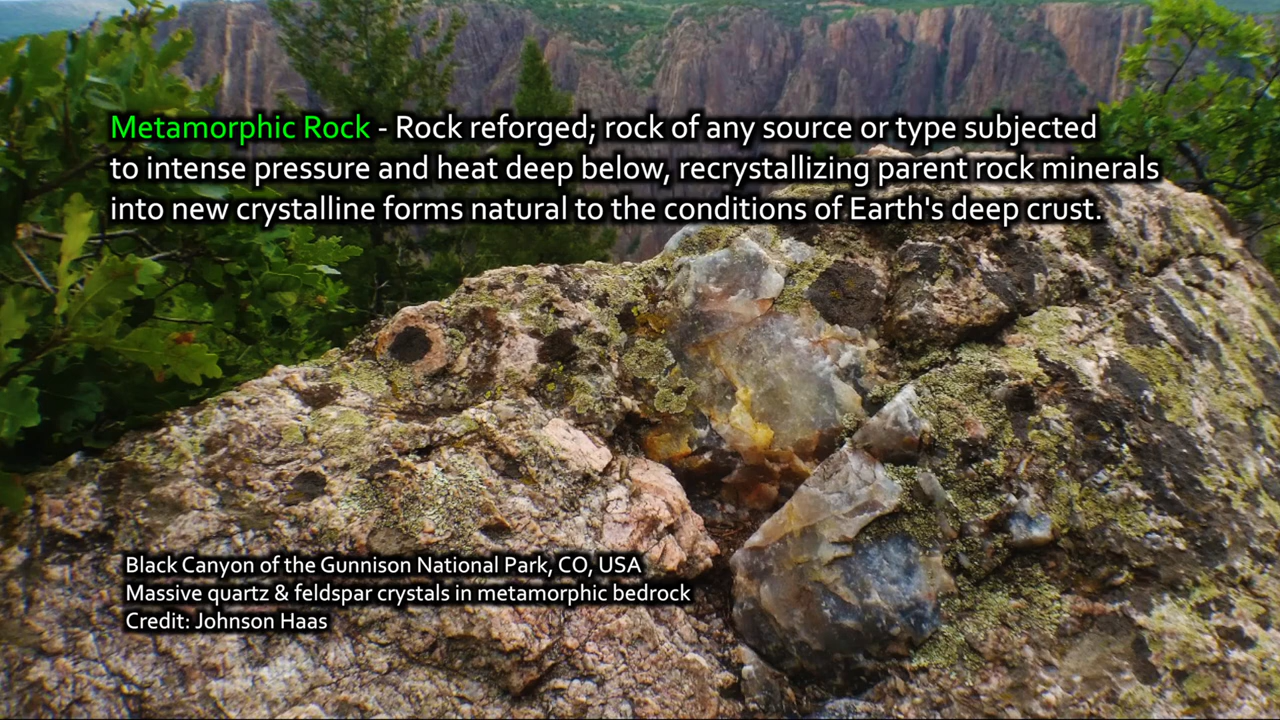 Metamorphic Rock - Rock reforged; rock of any source or type subjected
to intense pressure and heat deep below, recrystallizing parent rock minerals
into new crystalline forms natural to the conditions of Earth's deep crust.
Black Canyon of the Gunnison National Park, CO, USA
Massive quartz & feldspar crystals in metamorphic bedrock
Credit: Johnson Haas